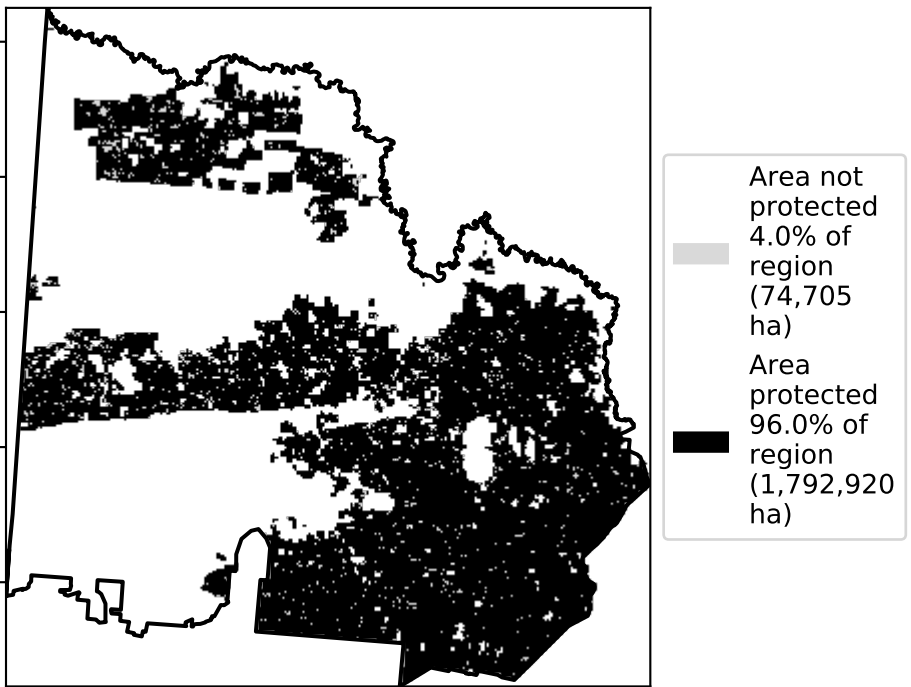 Area not
protected
4.0% of
region
(74,705
ha)
Area
protected
96.0% of
region
(1,792,920
ha)